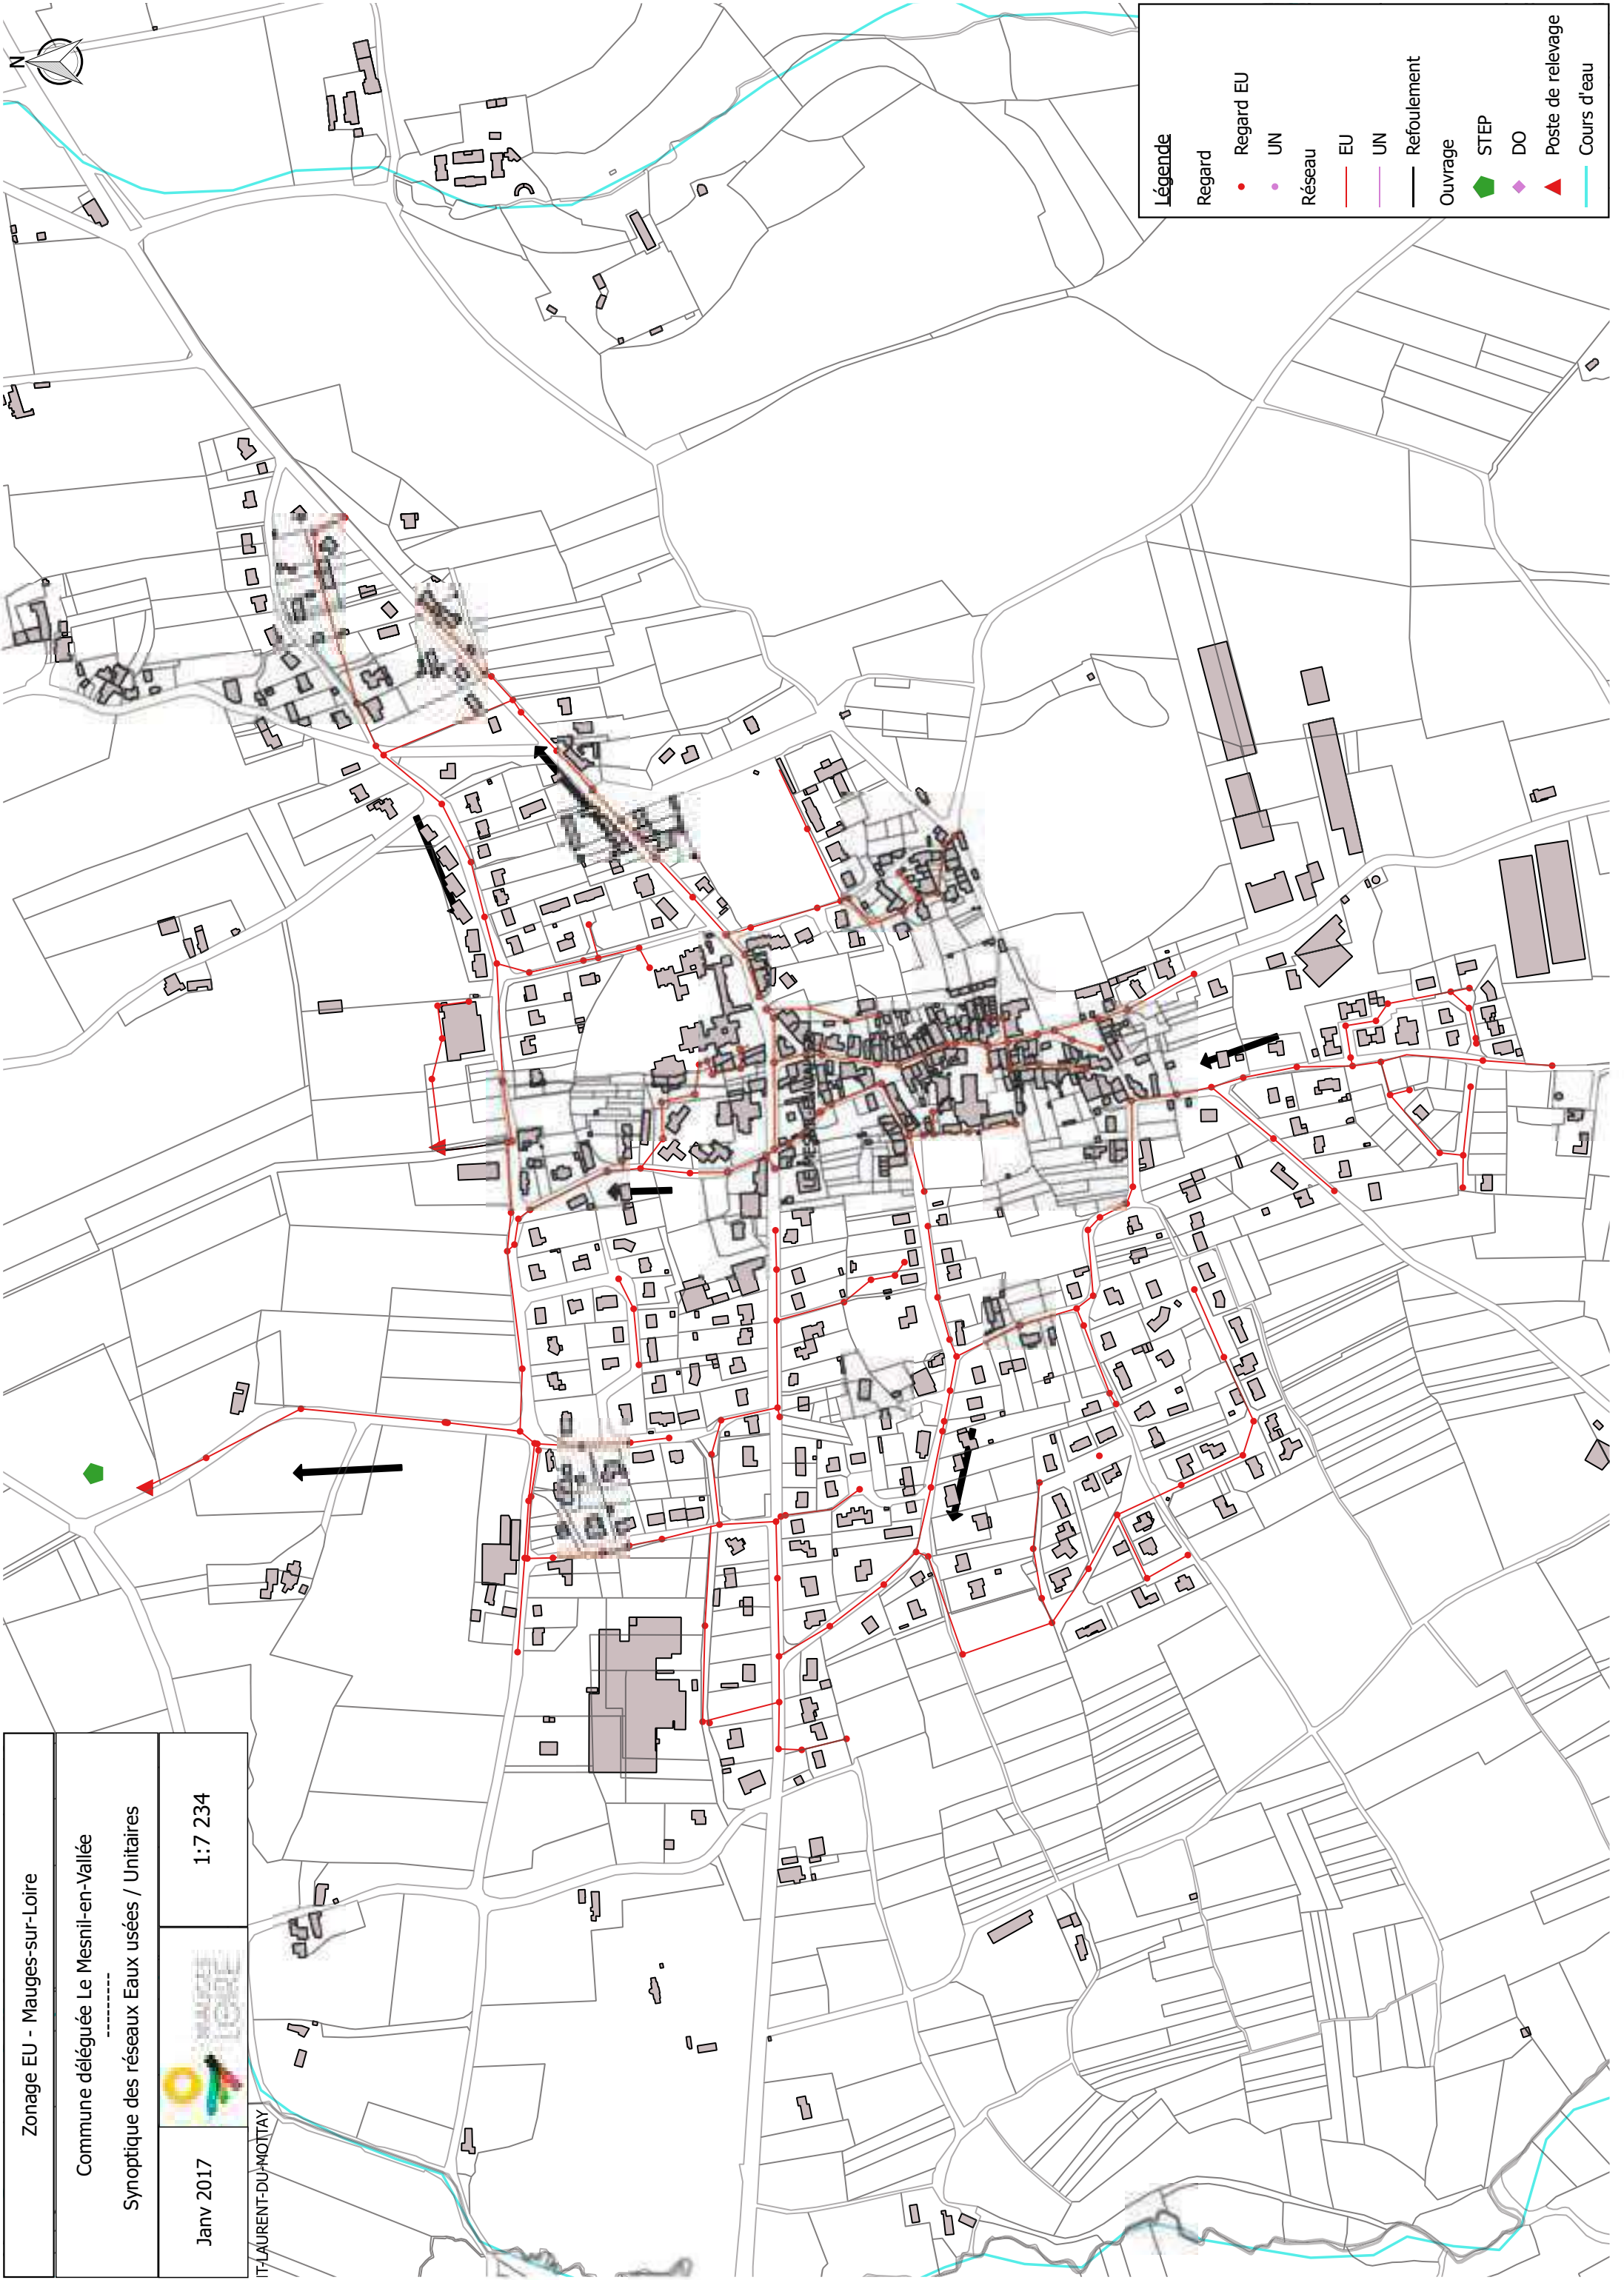 Zonage EU - Mauges-sur-Loire
Commune déléguée Le Mesnil-en-Vallée
----------
Synoptique des réseaux Eaux usées / Unitaires
Janv 2017
1:7 234
NT-LAURENT-DU-MOTTAY
N
Légende
Regard
Regard EU
UN
Réseau
EU
UN
Refoulement
Ouvrage
STEP
DO
Poste de relevage
Cours d'eau